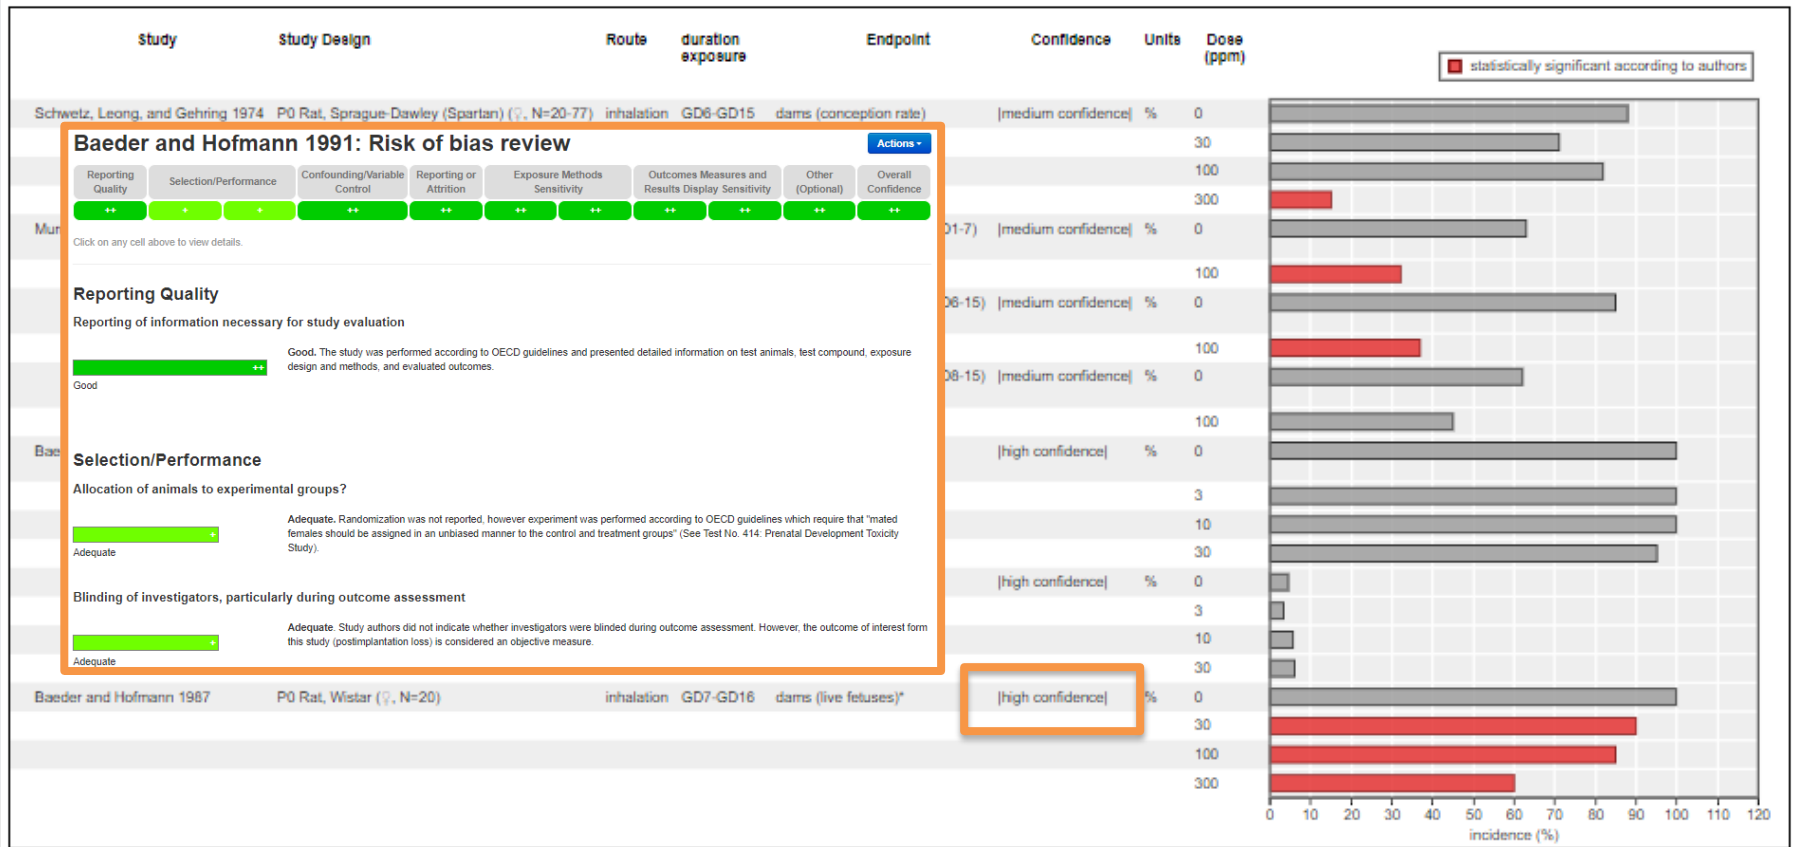 Study Study Design Route duration exposure Endpoint Confidence Units Dose (ppm)
statistically significant according to authors
Schwetz, Leong, and Gehring 1974 P0 Rat, Sprague-Dawley (Spartan) (♀, N=20-77) inhalation GD6-GD15 dams (conception rate) |medium confidence| % 0
30
100
300
Mur 01-7) |medium confidence| % 0
100
06-15) |medium confidence| % 0
100
08-15) |medium confidence| % 0
100
Bae |high confidence| % 0
3
10
30
|high confidence| % 0
3
10
30
Baeder and Hofmann 1987 P0 Rat, Wistar (♀, N=20) inhalation GD7-GD16 dams (live fetuses)* |high confidence| % 0
30
100
300
0 10 20 30 40 50 60 70 80 90 100 110 120
incidence (%)
Baeder and Hofmann 1991: Risk of bias review
Actions
Reporting Quality
Selection/Performance
Confounding/Variable Control
Reporting or Attrition
Exposure Methods Sensitivity
Outcomes Measures and Results Display Sensitivity
Other (Optional)
Overall Confidence
++ + + ++ ++ ++ ++ ++ ++ ++ ++
Click on any cell above to view details.
Reporting Quality
Reporting of information necessary for study evaluation
++
Good
Good. The study was performed according to OECD guidelines and presented detailed information on test animals, test compound, exposure
design and methods, and evaluated outcomes.
Selection/Performance
Allocation of animals to experimental groups?
+
Adequate
Adequate. Randomization was not reported, however experiment was performed according to OECD guidelines which require that "mated
females should be assigned in an unbiased manner to the control and treatment groups" (See Test No. 414: Prenatal Development Toxicity
Study).
Blinding of investigators, particularly during outcome assessment
+
Adequate
Adequate. Study authors did not indicate whether investigators were blinded during outcome assessment. However, the outcome of interest form
this study (postimplantation loss) is considered an objective measure.